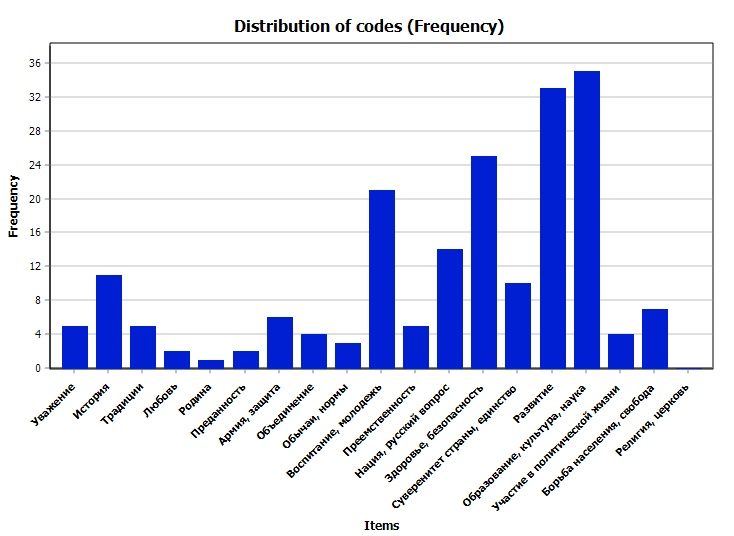 Distribution of codes (Frequency)
36
32
28
24
20
16
12
8
4
0
Frequency
Уважение
История
Традиции
Любовь
Родина
Преданность
Армия, защита
Объединение
Обычаи, нормы
Воспитание, молодежь
Преемственность
Нация, русский вопрос
Здоровье, безопасность
Суверенитет страны, единство
Развитие
Образование, культура, наука
Участие в политической жизни
Борьба населения, свобода
Религия, церковь
Items